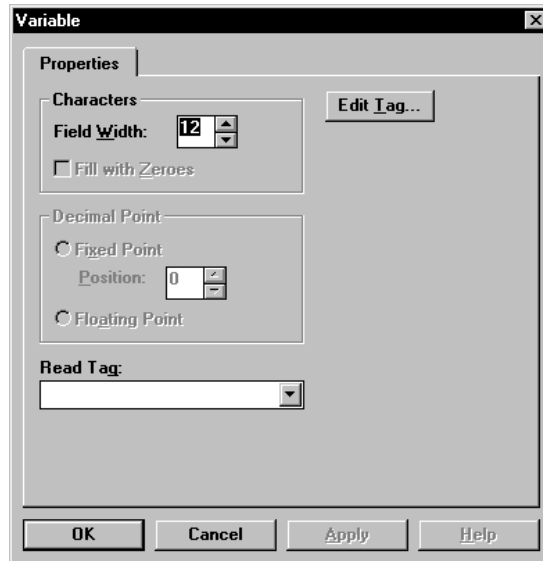 Variable
Properties
Characters
Field Width: 12
Edit Tag...
Fill with Zeroes
Decimal Point
Fixed Point
Position: 0
Floating Point
Read Tag:
OK Cancel Apply Help